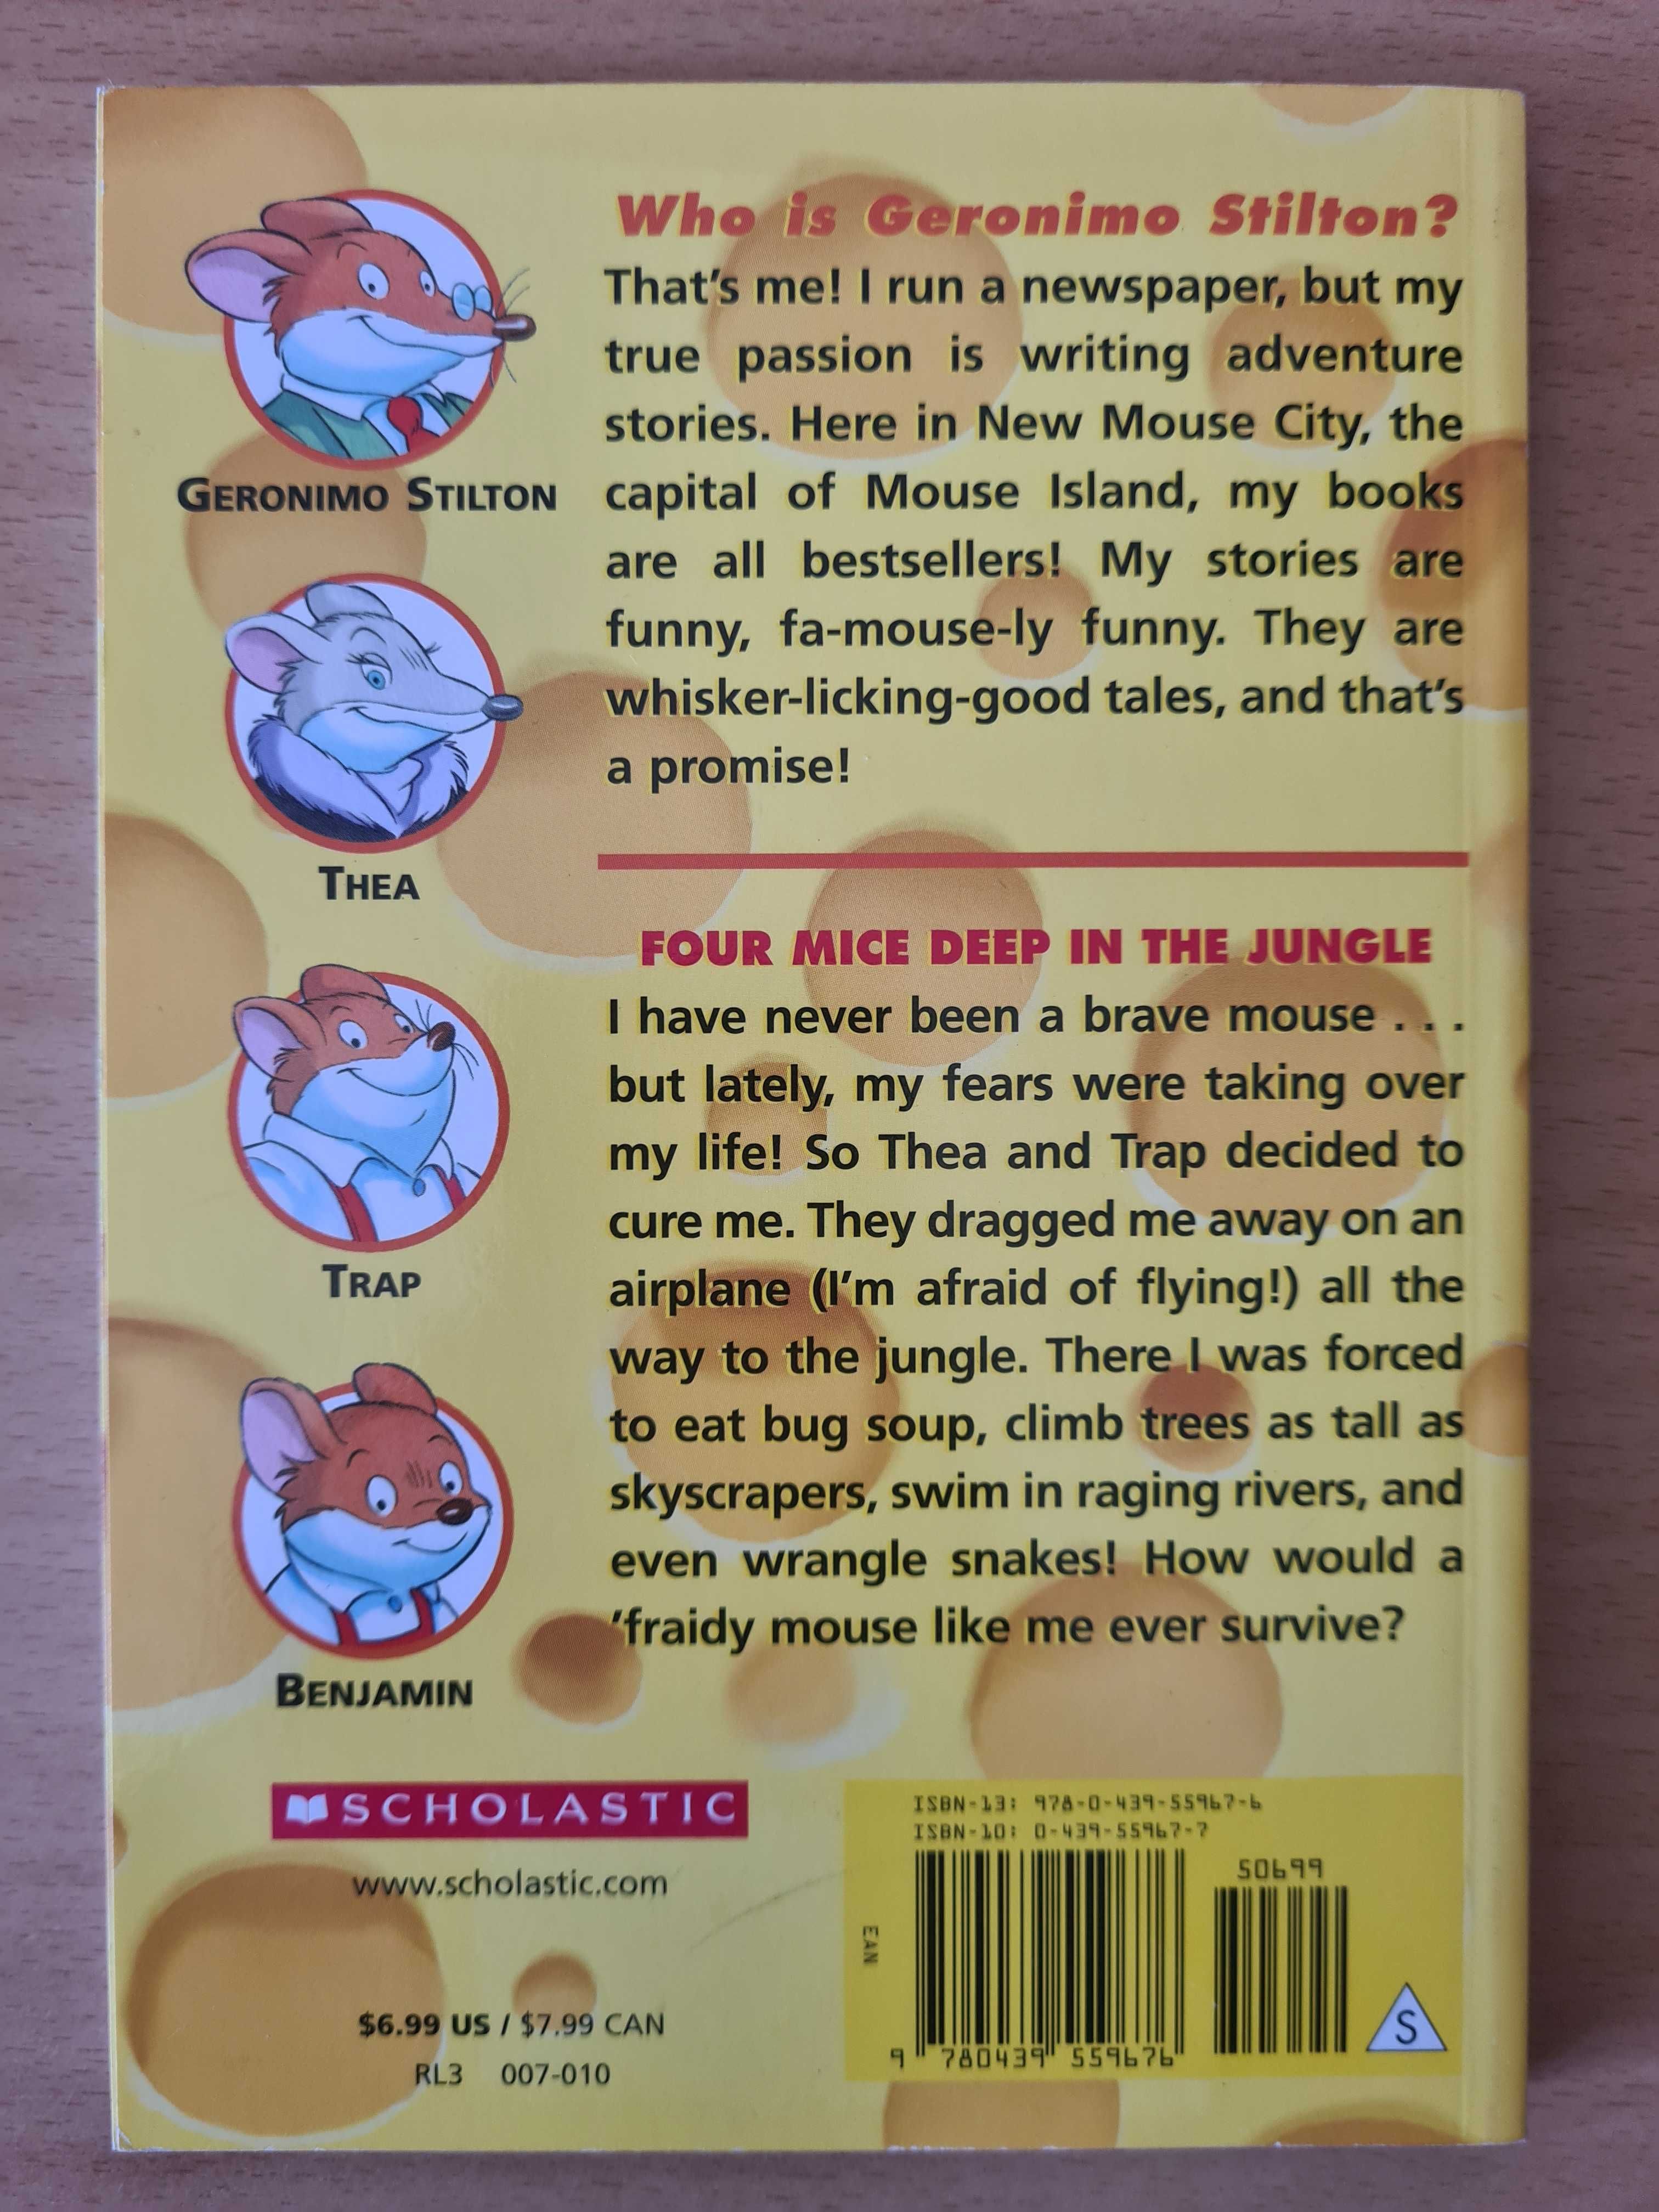 Who is Geronimo Stilton?
That's me! I run a newspaper, but my
true passion is writing adventure
stories. Here in New Mouse City, the
capital of Mouse Island, my books
are all bestsellers! My stories are
funny, fa-mouse-ly funny. They are
whisker-licking-good tales, and that's
a promise!
GERONIMO STILTON
THEA
TRAP
BENJAMIN
FOUR MICE DEEP IN THE JUNGLE
I have never been a brave mouse . . .
but lately, my fears were taking over
my life! So Thea and Trap decided to
cure me. They dragged me away on an
airplane (I'm afraid of flying!) all the
way to the jungle. There I was forced
to eat bug soup, climb trees as tall as
skyscrapers, swim in raging rivers, and
even wrangle snakes! How would a
'fraidy mouse like me ever survive?
SCHOLASTIC
www.scholastic.com
$6.99 US / $7.99 CAN
RL3 007-010
ISBN-13: 978-0-439-55967-6
ISBN-10: 0-439-55967-7
50699
EAN
9 780439 559676
S